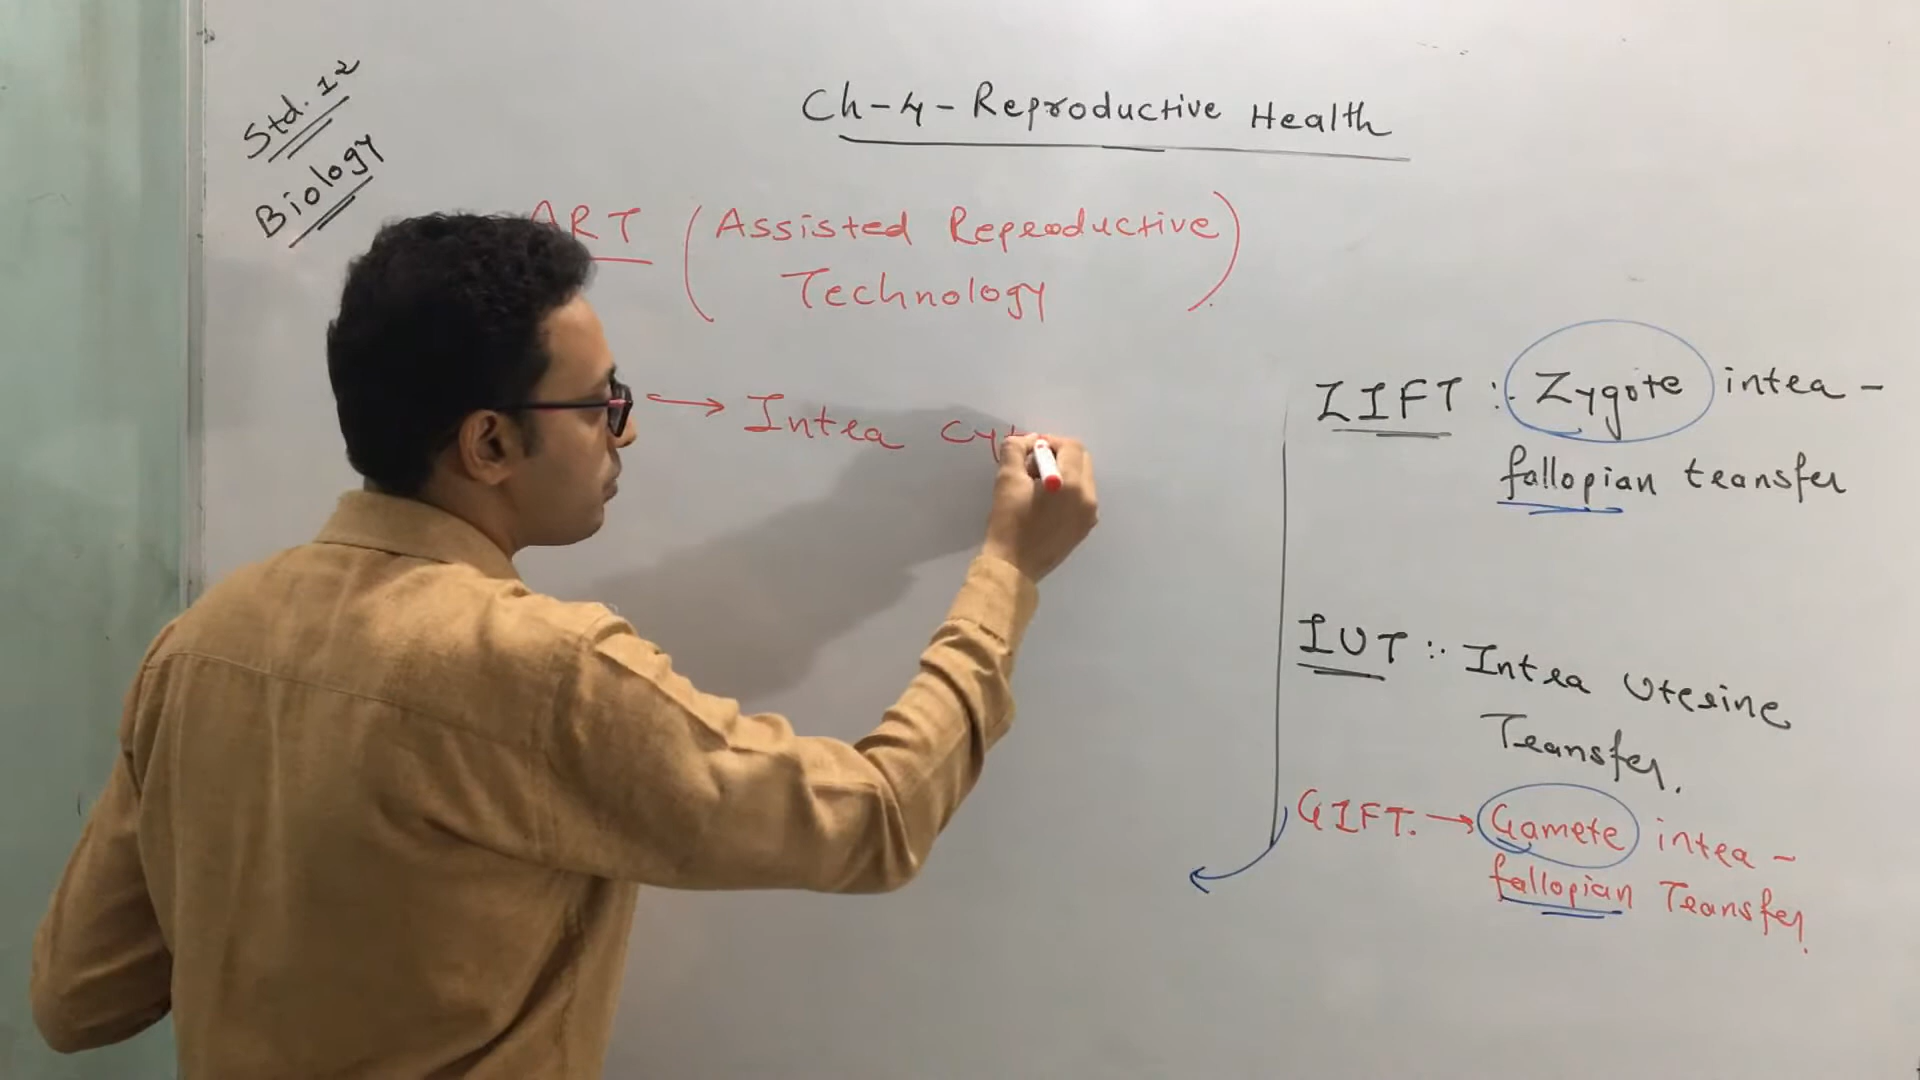 Std. 12
Biology
Ch-4-Reproductive Health
ART (Assisted Reproductive
Technology)
→ Intra Cyt
ZIFT :- Zygote intra-
fallopian transfer
IUT :- Intra Uterine
Transfer.
GIFT. → Gamete intra-
fallopian Transfer.